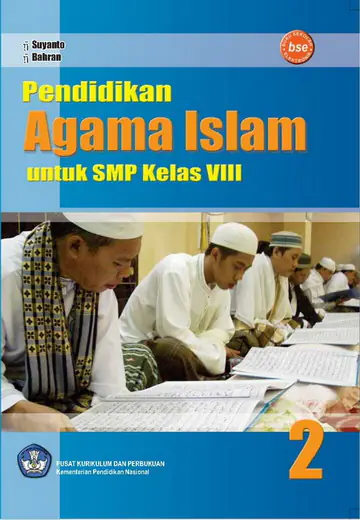 Suyanto
Bahran
bse
Pendidikan
Agama Islam
untuk SMP Kelas VIII
2
PUSAT KURIKULUM DAN PERBUKUAN
Kementerian Pendidikan Nasional